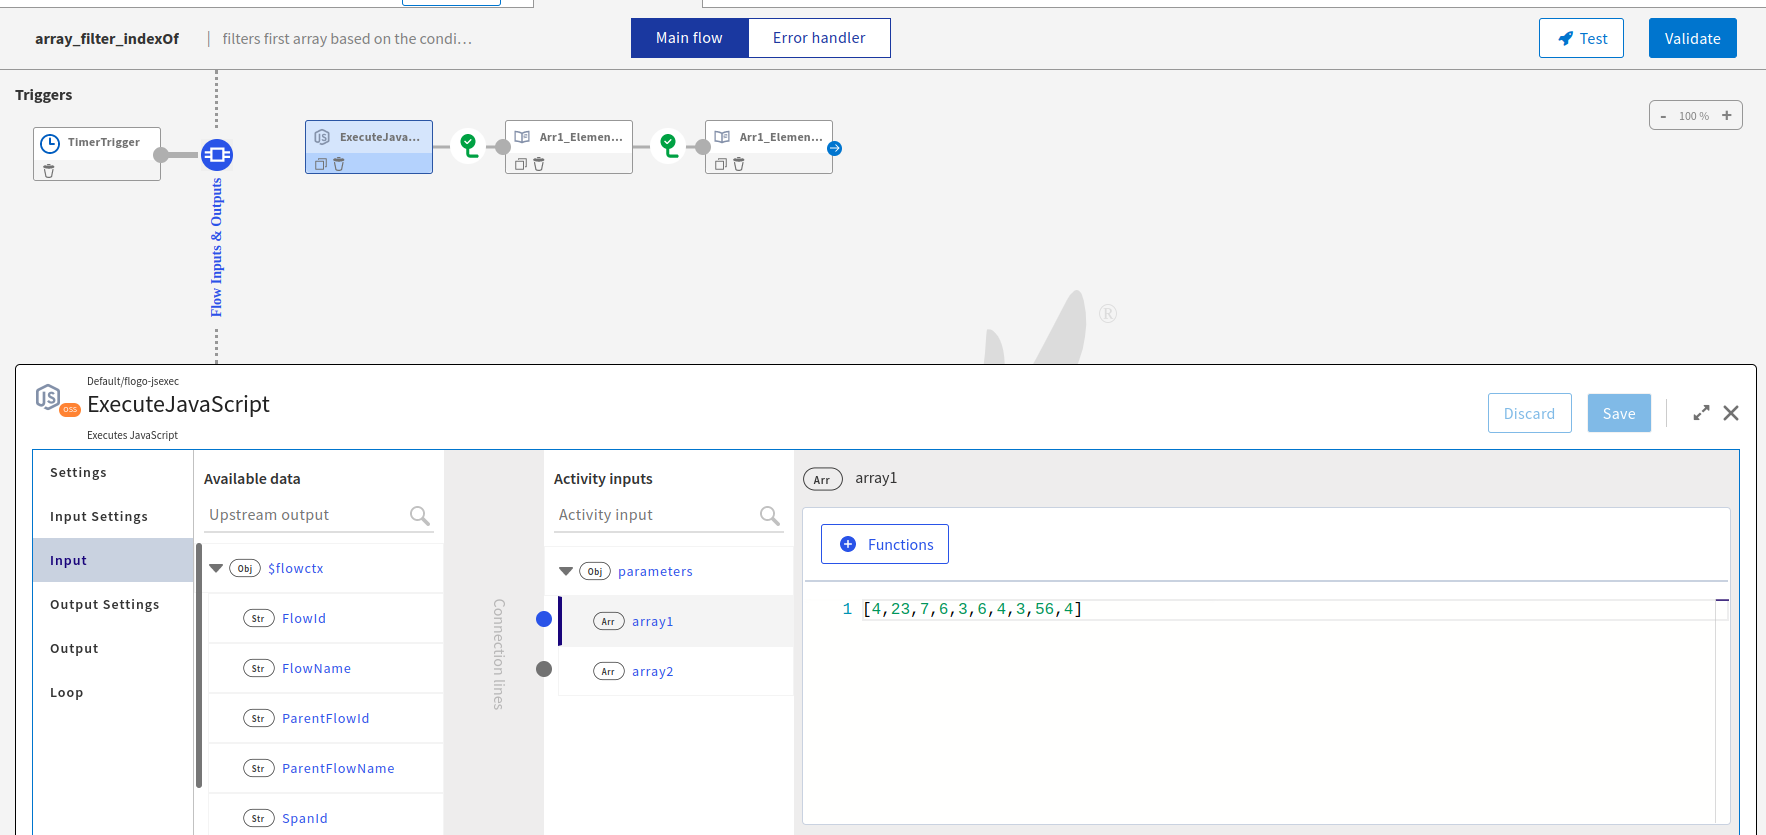 array_filter_indexOf
filters first array based on the condi...
Main flow
Error handler
Test
Validate
Triggers
- 100 % +
TimerTrigger
JS ExecuteJava...
Arr1_Elemen...
Arr1_Elemen...
Flow Inputs & Outputs
®
Default/flogo-jsexec
JS OSS ExecuteJavaScript
Executes JavaScript
Discard
Save
Settings
Input Settings
Input
Output Settings
Output
Loop
Available data
Upstream output
Obj $flowctx
Str FlowId
Str FlowName
Str ParentFlowId
Str ParentFlowName
Str SpanId
Connection lines
Activity inputs
Activity input
Obj parameters
Arr array1
Arr array2
Arr array1
Functions
1 [4,23,7,6,3,6,4,3,56,4]